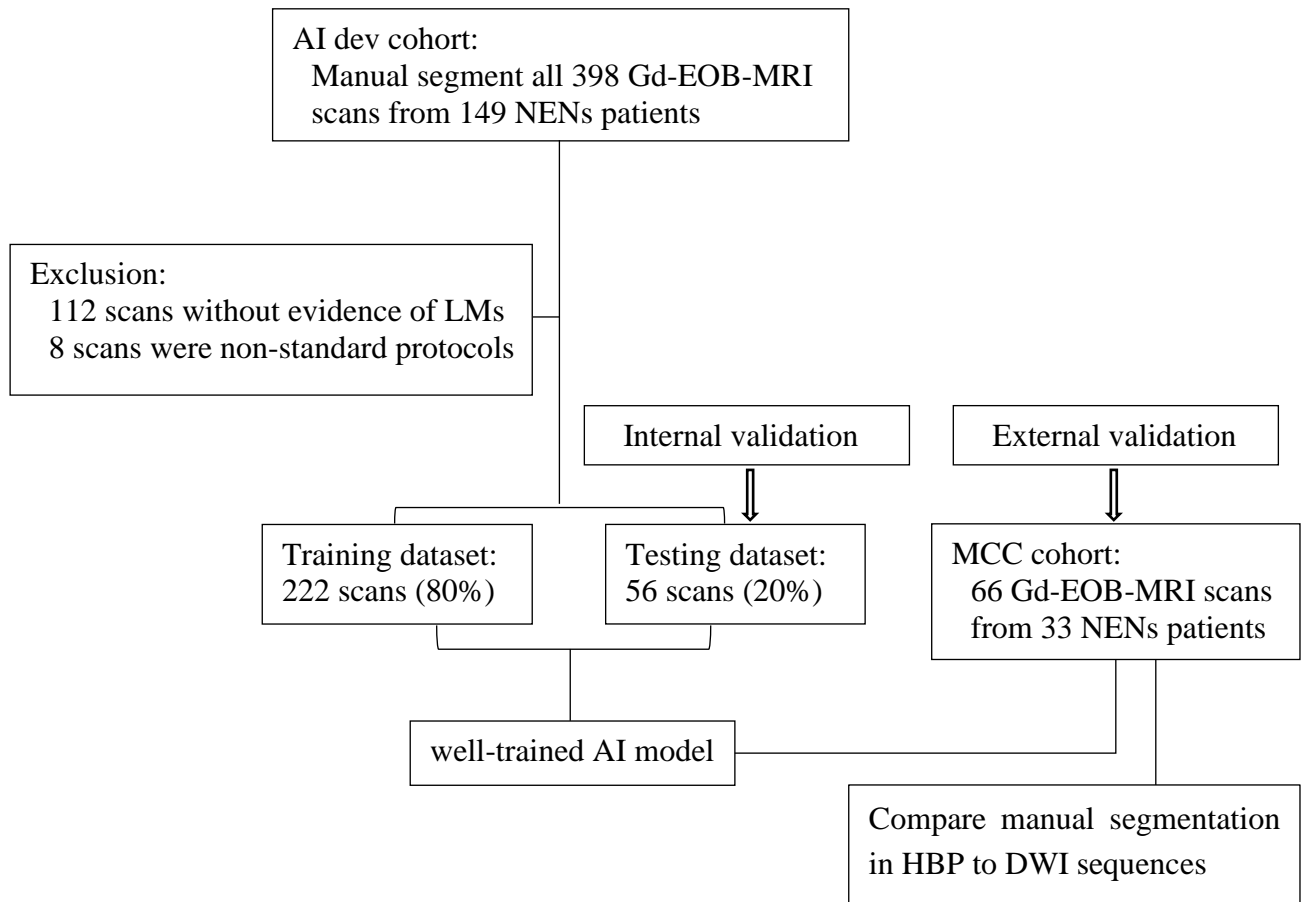 AI dev cohort:
Manual segment all 398 Gd-EOB-MRI
scans from 149 NENs patients
Exclusion:
112 scans without evidence of LMs
8 scans were non-standard protocols
Internal validation
External validation
Training dataset:
222 scans (80%)
Testing dataset:
56 scans (20%)
MCC cohort:
66 Gd-EOB-MRI scans
from 33 NENs patients
well-trained AI model
Compare manual segmentation
in HBP to DWI sequences